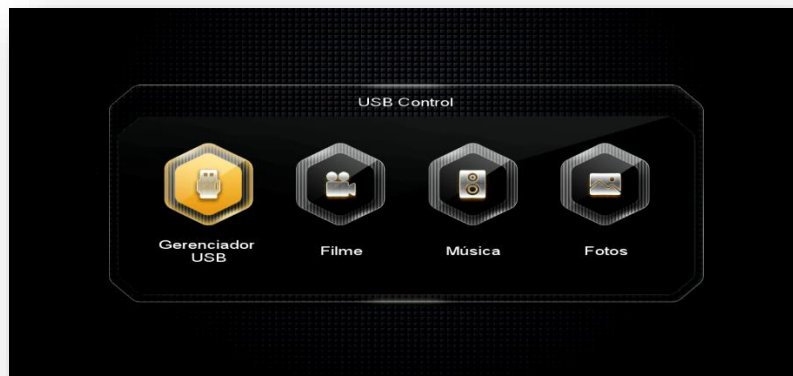 USB Control
Gerenciador
USB
Filme
Música
Fotos